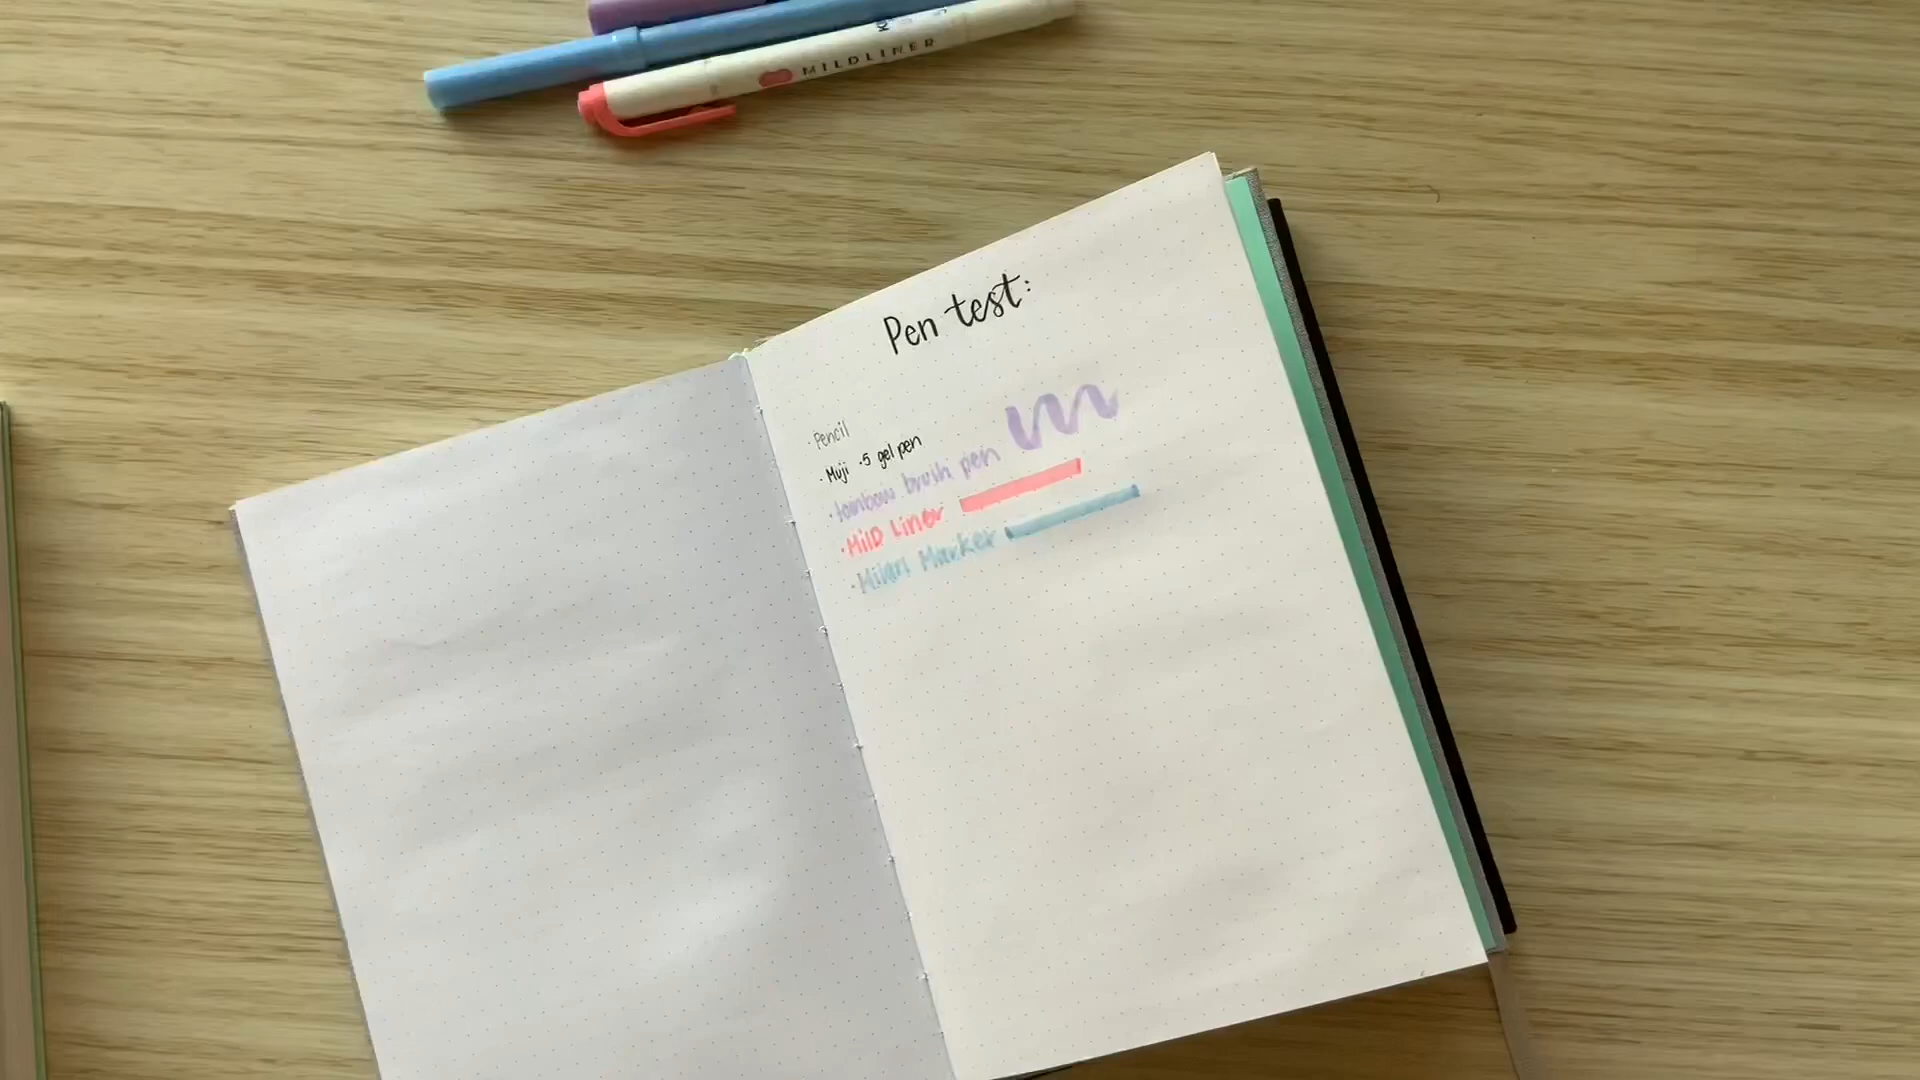 MILDLINER
Pen test:
· Pencil
· Muji .5 gel pen
· tombow brush pen
· MilD Liner
· Milan Marker